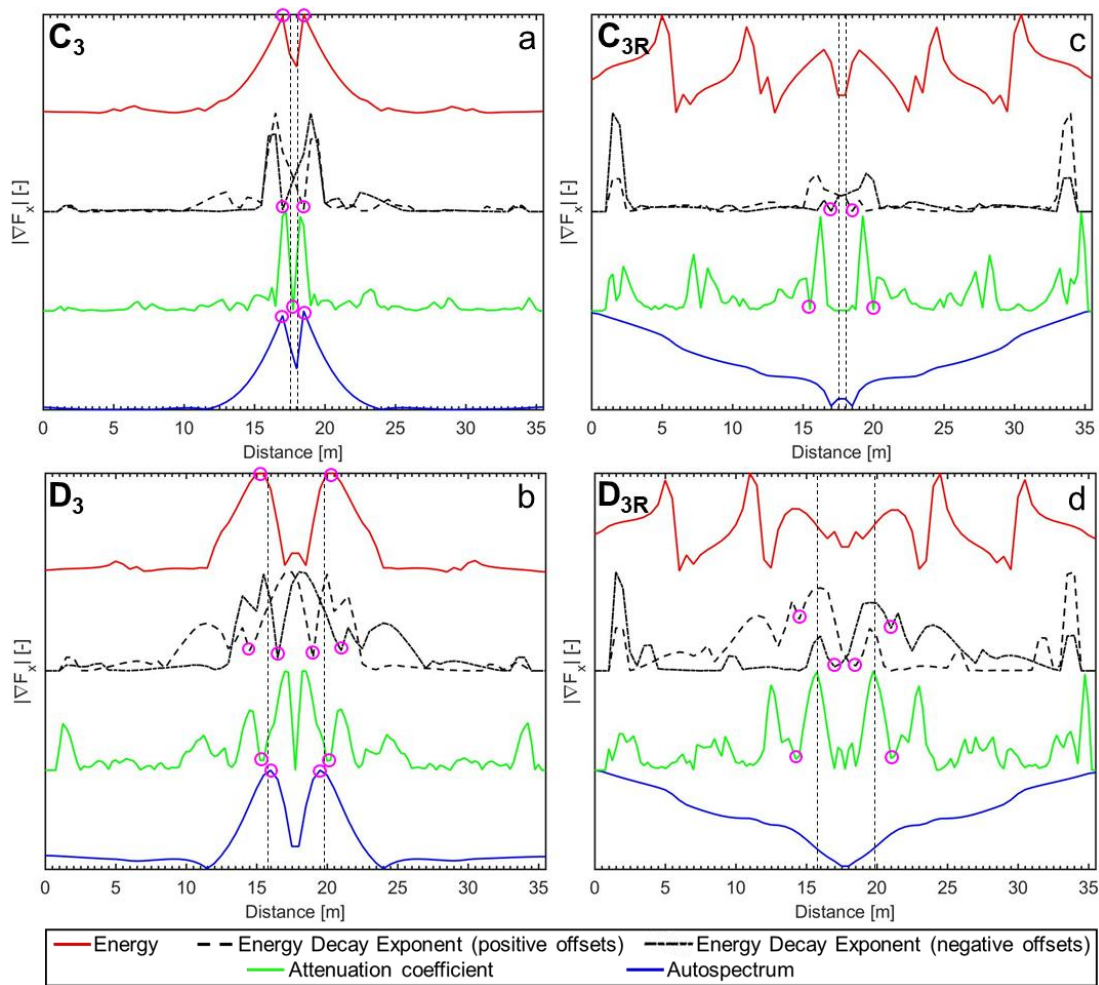 C3 a
|∇Fx| [-]
0 5 10 15 20 25 30 35
Distance [m]
C3R c
|∇Fx| [-]
0 5 10 15 20 25 30 35
Distance [m]
D3 b
|∇Fx| [-]
0 5 10 15 20 25 30 35
Distance [m]
D3R d
|∇Fx| [-]
0 5 10 15 20 25 30 35
Distance [m]
Energy Energy Decay Exponent (positive offsets) Energy Decay Exponent (negative offsets)
Attenuation coefficient Autospectrum